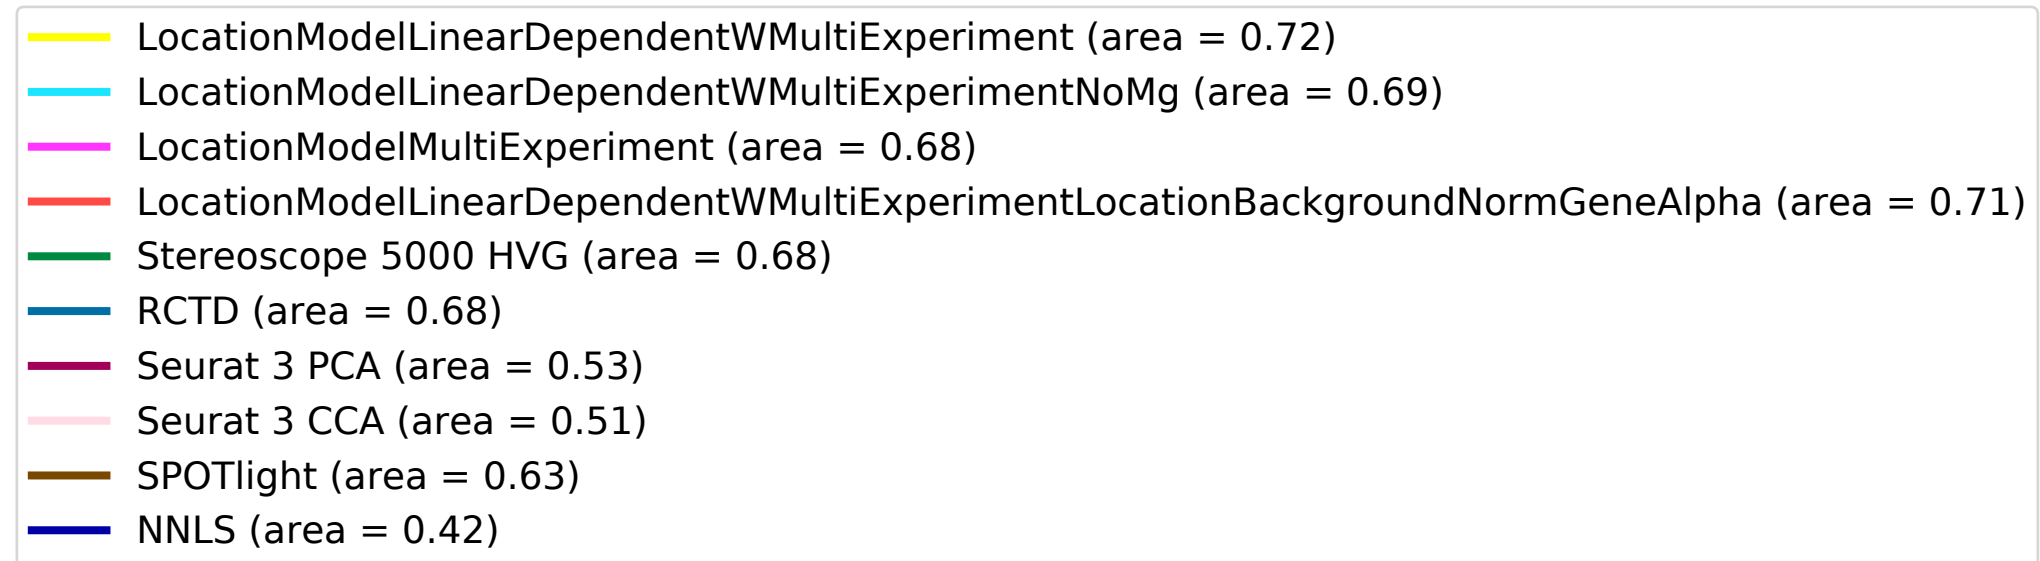 LocationModelLinearDependentWMultiExperiment (area = 0.72)
LocationModelLinearDependentWMultiExperimentNoMg (area = 0.69)
LocationModelMultiExperiment (area = 0.68)
LocationModelLinearDependentWMultiExperimentLocationBackgroundNormGeneAlpha (area = 0.71)
Stereoscope 5000 HVG (area = 0.68)
RCTD (area = 0.68)
Seurat 3 PCA (area = 0.53)
Seurat 3 CCA (area = 0.51)
SPOTlight (area = 0.63)
NNLS (area = 0.42)